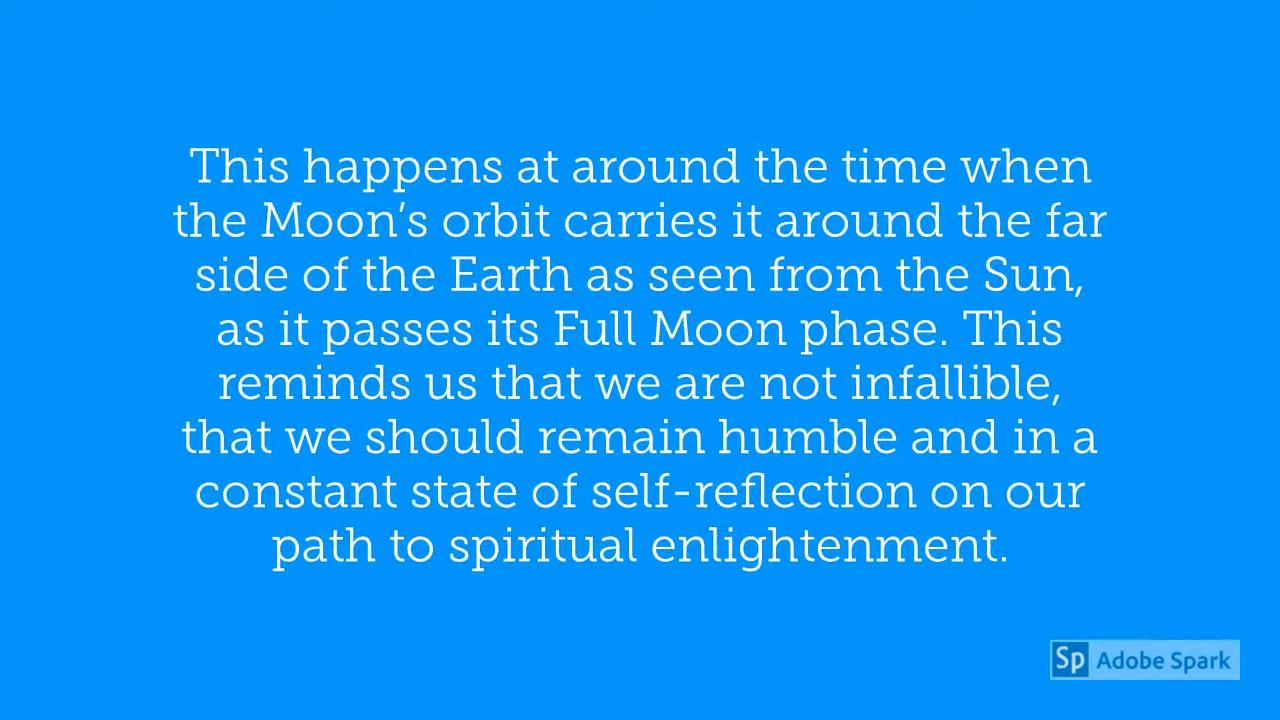 This happens at around the time when
the Moon’s orbit carries it around the far
side of the Earth as seen from the Sun,
as it passes its Full Moon phase. This
reminds us that we are not infallible,
that we should remain humble and in a
constant state of self-reflection on our
path to spiritual enlightenment.
Sp Adobe Spark